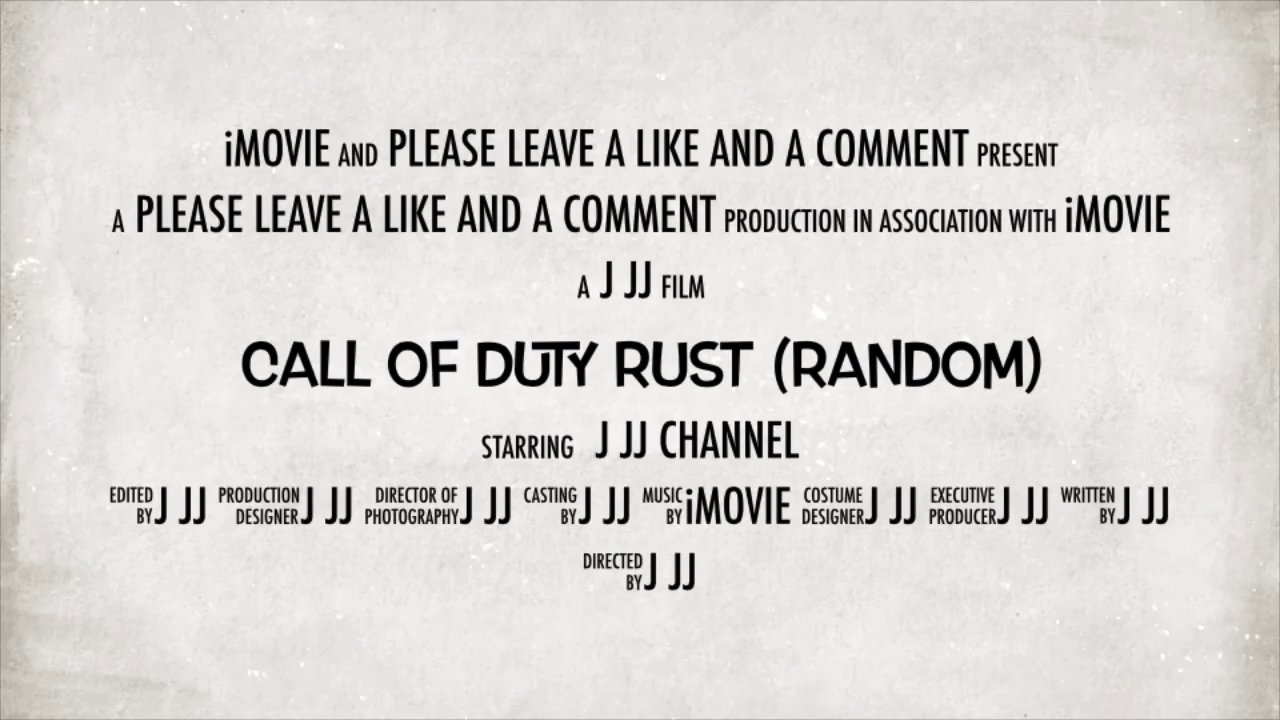 iMOVIE AND PLEASE LEAVE A LIKE AND A COMMENT PRESENT
A PLEASE LEAVE A LIKE AND A COMMENT PRODUCTION IN ASSOCIATION WITH iMOVIE
A J JJ FILM
CALL OF DUTY RUST (RANDOM)
STARRING J JJ CHANNEL
EDITED BY J JJ PRODUCTION DESIGNER J JJ DIRECTOR OF PHOTOGRAPHY J JJ CASTING BY J JJ MUSIC BY iMOVIE COSTUME DESIGNER J JJ EXECUTIVE PRODUCER J JJ WRITTEN BY J JJ
DIRECTED BY J JJ